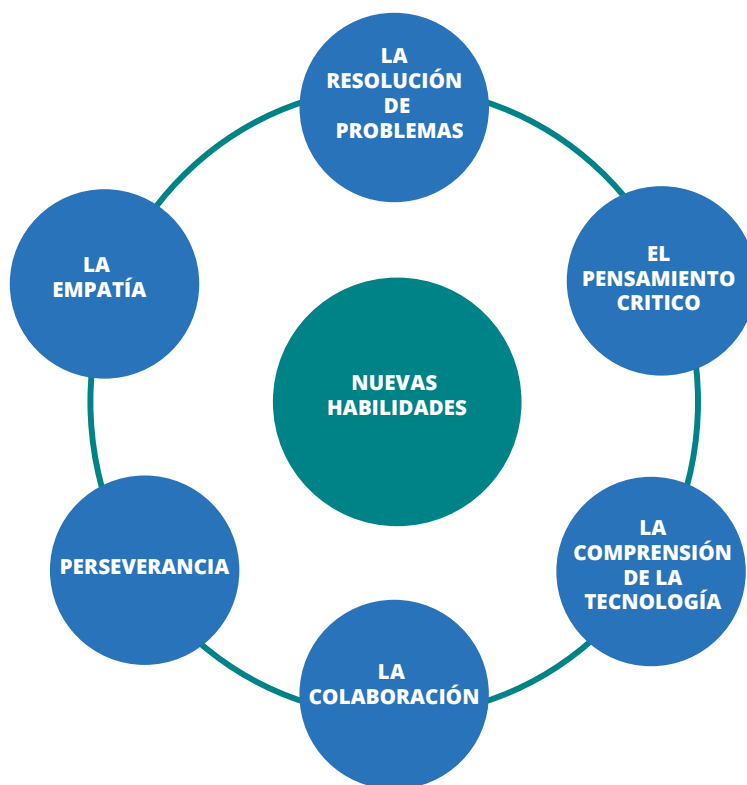 LA
RESOLUCIÓN
DE
PROBLEMAS
EL
PENSAMIENTO
CRITICO
LA
COMPRENSIÓN
DE LA
TECNOLOGÍA
LA
COLABORACIÓN
PERSEVERANCIA
LA
EMPATÍA
NUEVAS
HABILIDADES